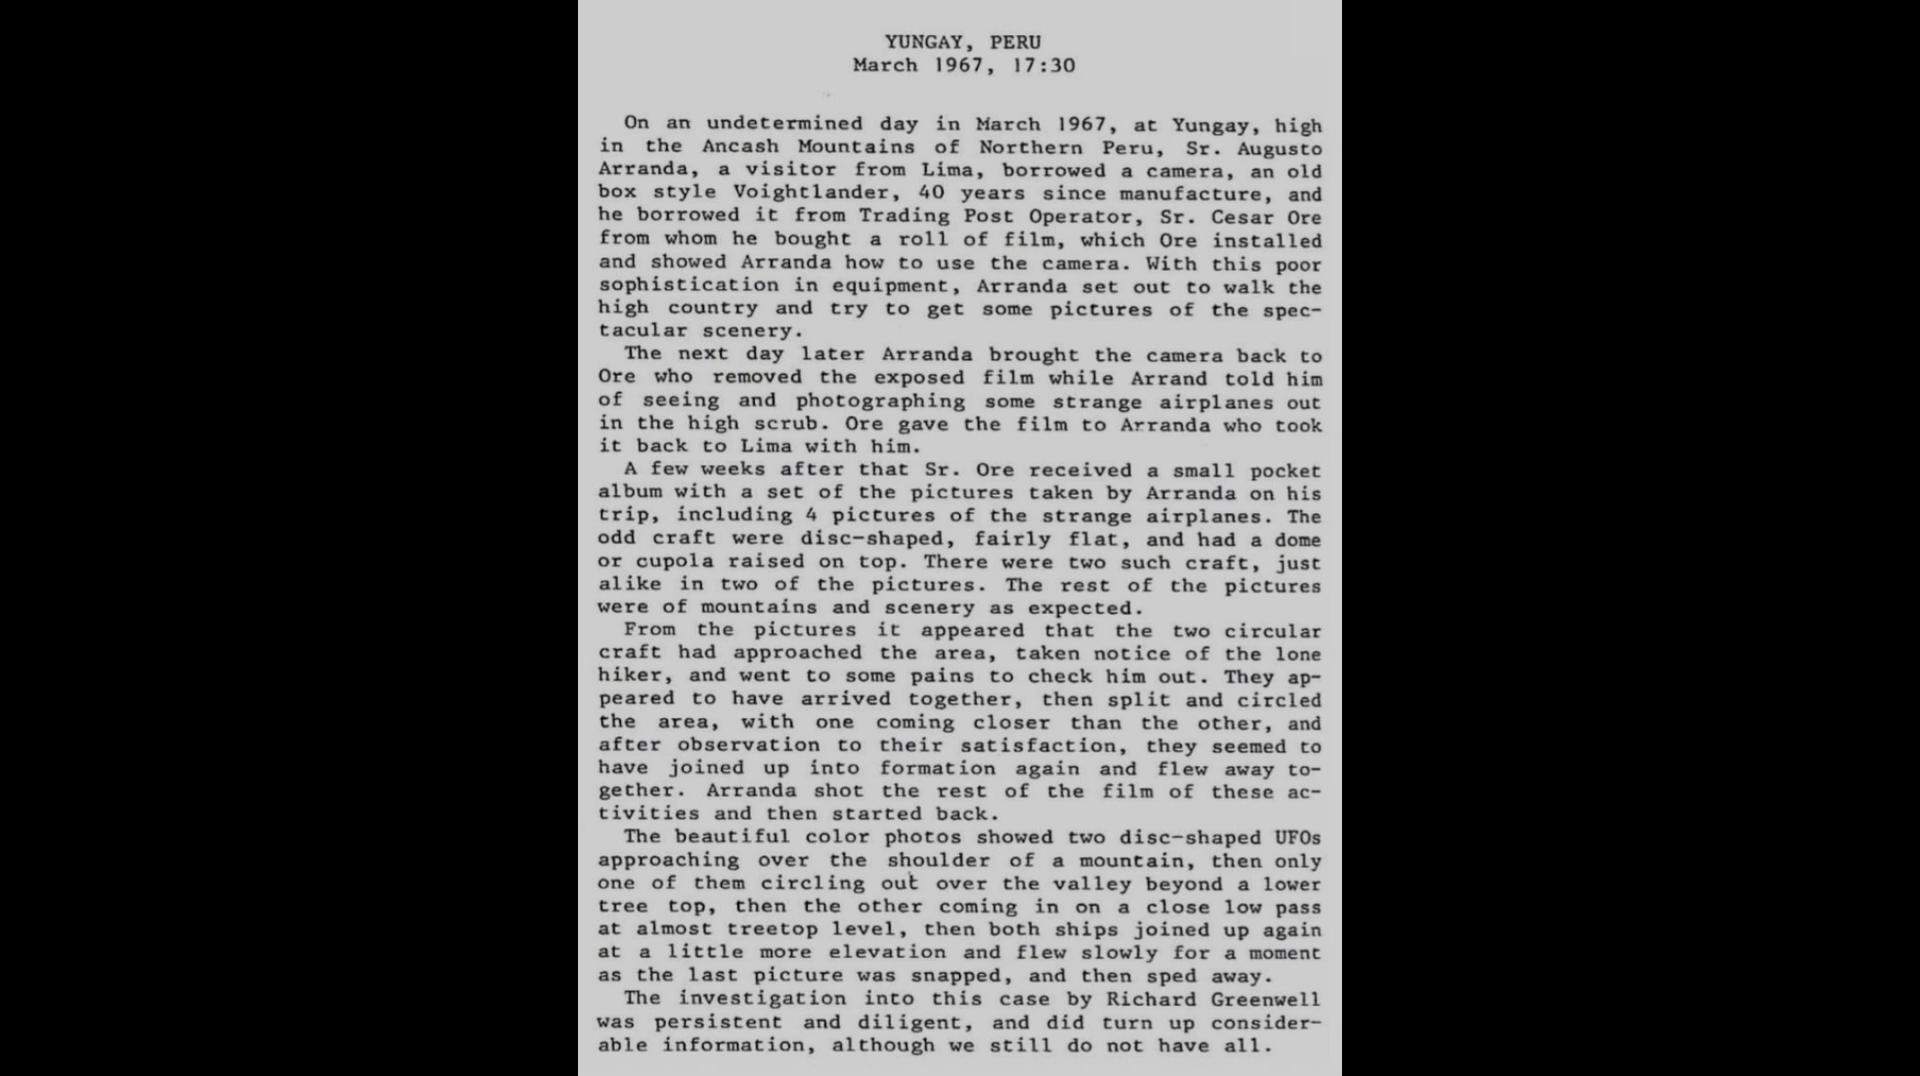 YUNGAY, PERU
March 1967, 17:30
On an undetermined day in March 1967, at Yungay, high
in the Ancash Mountains of Northern Peru, Sr. Augusto
Arranda, a visitor from Lima, borrowed a camera, an old
box style Voightlander, 40 years since manufacture, and
he borrowed it from Trading Post Operator, Sr. Cesar Ore
from whom he bought a roll of film, which Ore installed
and showed Arranda how to use the camera. With this poor
sophistication in equipment, Arranda set out to walk the
high country and try to get some pictures of the spec-
tacular scenery.
The next day later Arranda brought the camera back to
Ore who removed the exposed film while Arrand told him
of seeing and photographing some strange airplanes out
in the high scrub. Ore gave the film to Arranda who took
it back to Lima with him.
A few weeks after that Sr. Ore received a small pocket
album with a set of the pictures taken by Arranda on his
trip, including 4 pictures of the strange airplanes. The
odd craft were disc-shaped, fairly flat, and had a dome
or cupola raised on top. There were two such craft, just
alike in two of the pictures. The rest of the pictures
were of mountains and scenery as expected.
From the pictures it appeared that the two circular
craft had approached the area, taken notice of the lone
hiker, and went to some pains to check him out. They ap-
peared to have arrived together, then split and circled
the area, with one coming closer than the other, and
after observation to their satisfaction, they seemed to
have joined up into formation again and flew away to-
gether. Arranda shot the rest of the film of these ac-
tivities and then started back.
The beautiful color photos showed two disc-shaped UFOs
approaching over the shoulder of a mountain, then only
one of them circling out over the valley beyond a lower
tree top, then the other coming in on a close low pass
at almost treetop level, then both ships joined up again
at a little more elevation and flew slowly for a moment
as the last picture was snapped, and then sped away.
The investigation into this case by Richard Greenwell
was persistent and diligent, and did turn up consider-
able information, although we still do not have all.